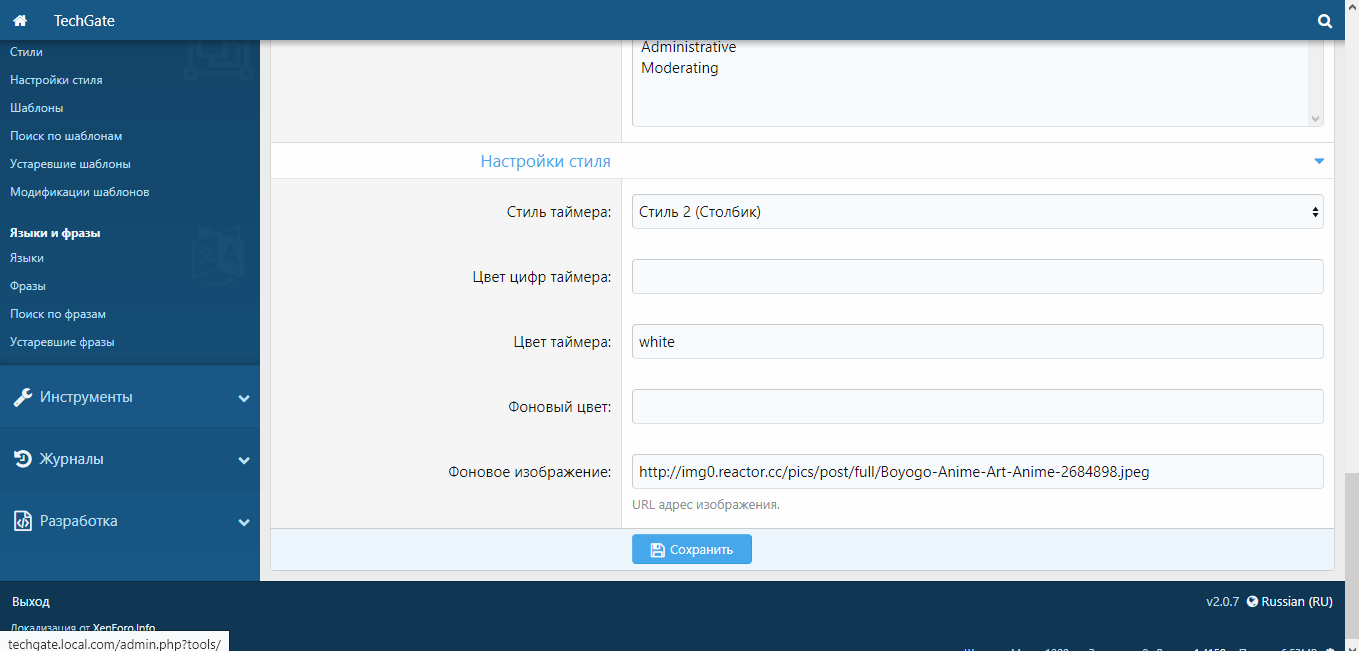 TechGate
Стили
Настройки стиля
Шаблоны
Поиск по шаблонам
Устаревшие шаблоны
Модификации шаблонов
Языки и фразы
Языки
Фразы
Поиск по фразам
Устаревшие фразы
Инструменты
Журналы
Разработка
Administrative
Moderating
Настройки стиля
Стиль таймера: Стиль 2 (Столбик)
Цвет цифр таймера:
Цвет таймера: white
Фоновый цвет:
Фоновое изображение: http://img0.reactor.cc/pics/post/full/Boyogo-Anime-Art-Anime-2684898.jpeg
URL адрес изображения.
Сохранить
Выход
v2.0.7 Russian (RU)
Локализация от XenForo.Info
techgate.local.com/admin.php?tools/